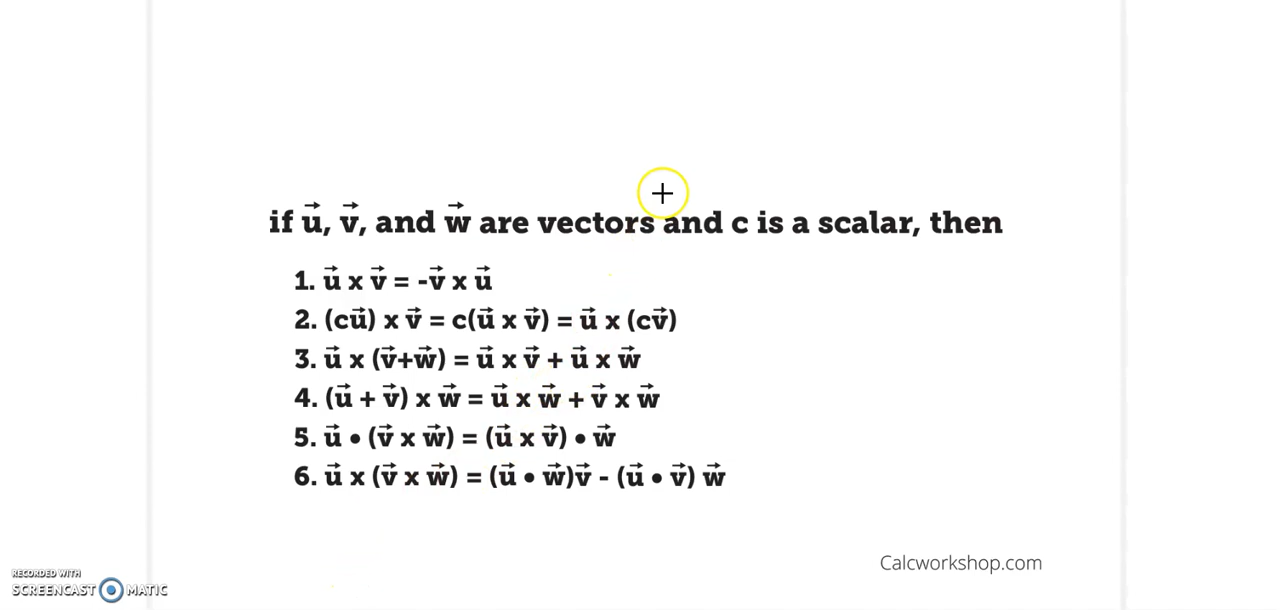 if u⃗, v⃗, and w⃗ are vectors and c is a scalar, then
1. u⃗ x v⃗ = -v⃗ x u⃗
2. (cu⃗) x v⃗ = c(u⃗ x v⃗) = u⃗ x (cv⃗)
3. u⃗ x (v⃗+w⃗) = u⃗ x v⃗ + u⃗ x w⃗
4. (u⃗ + v⃗) x w⃗ = u⃗ x w⃗ + v⃗ x w⃗
5. u⃗ • (v⃗ x w⃗) = (u⃗ x v⃗) • w⃗
6. u⃗ x (v⃗ x w⃗) = (u⃗ • w⃗)v⃗ - (u⃗ • v⃗) w⃗
Calcworkshop.com
RECORDED WITH
SCREENCAST MATIC